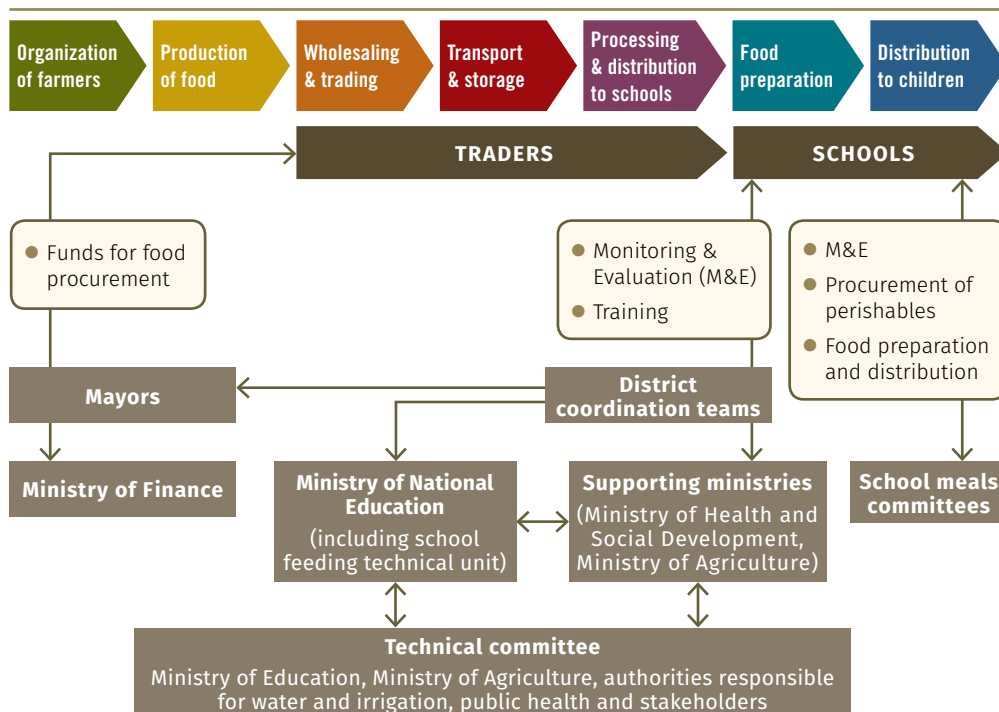 Organization
of farmers
Production
of food
Wholesaling
& trading
Transport
& storage
Processing
& distribution
to schools
Food
preparation
Distribution
to children
TRADERS
SCHOOLS
Funds for food
procurement
Monitoring &
Evaluation (M&E)
Training
M&E
Procurement of
perishables
Food preparation
and distribution
Mayors
District
coordination teams
Ministry of Finance
Ministry of National
Education
(including school
feeding technical unit)
Supporting ministries
(Ministry of Health and
Social Development,
Ministry of Agriculture)
School meals
committees
Technical committee
Ministry of Education, Ministry of Agriculture, authorities responsible
for water and irrigation, public health and stakeholders